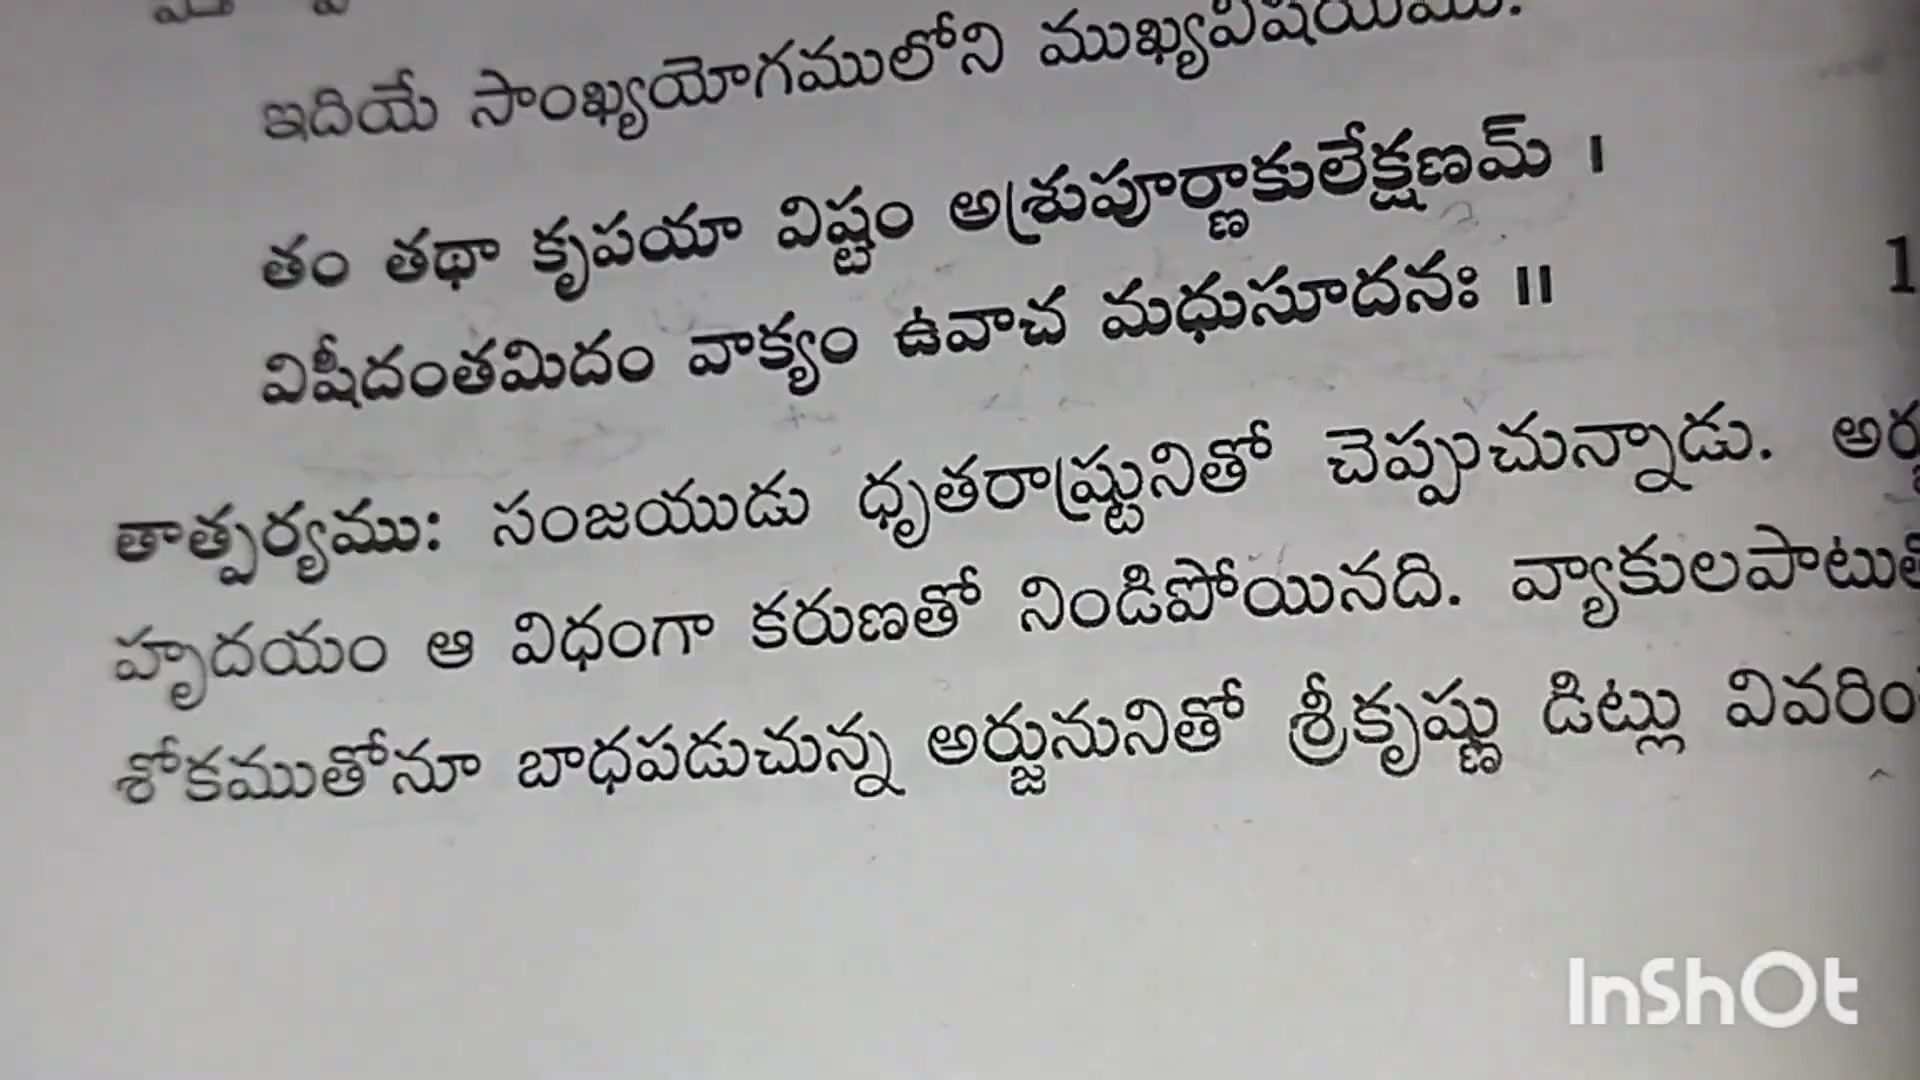 ఇదియే సాంఖ్యయోగములోని ముఖ్యవిషయము.
తం తథా కృపయా విష్టం అశ్రుపూర్ణాకులేక్షణమ్ ।
విషీదంతమిదం వాక్యం ఉవాచ మధుసూదనః ॥ 1
తాత్పర్యము: సంజయుడు ధృతరాష్ట్రునితో చెప్పుచున్నాడు.
హృదయం ఆ విధంగా కరుణతో నిండిపోయినది.
శోకముతోనూ బాధపడుచున్న అర్జునునితో శ్రీకృష్ణు డిట్లు
InShOt